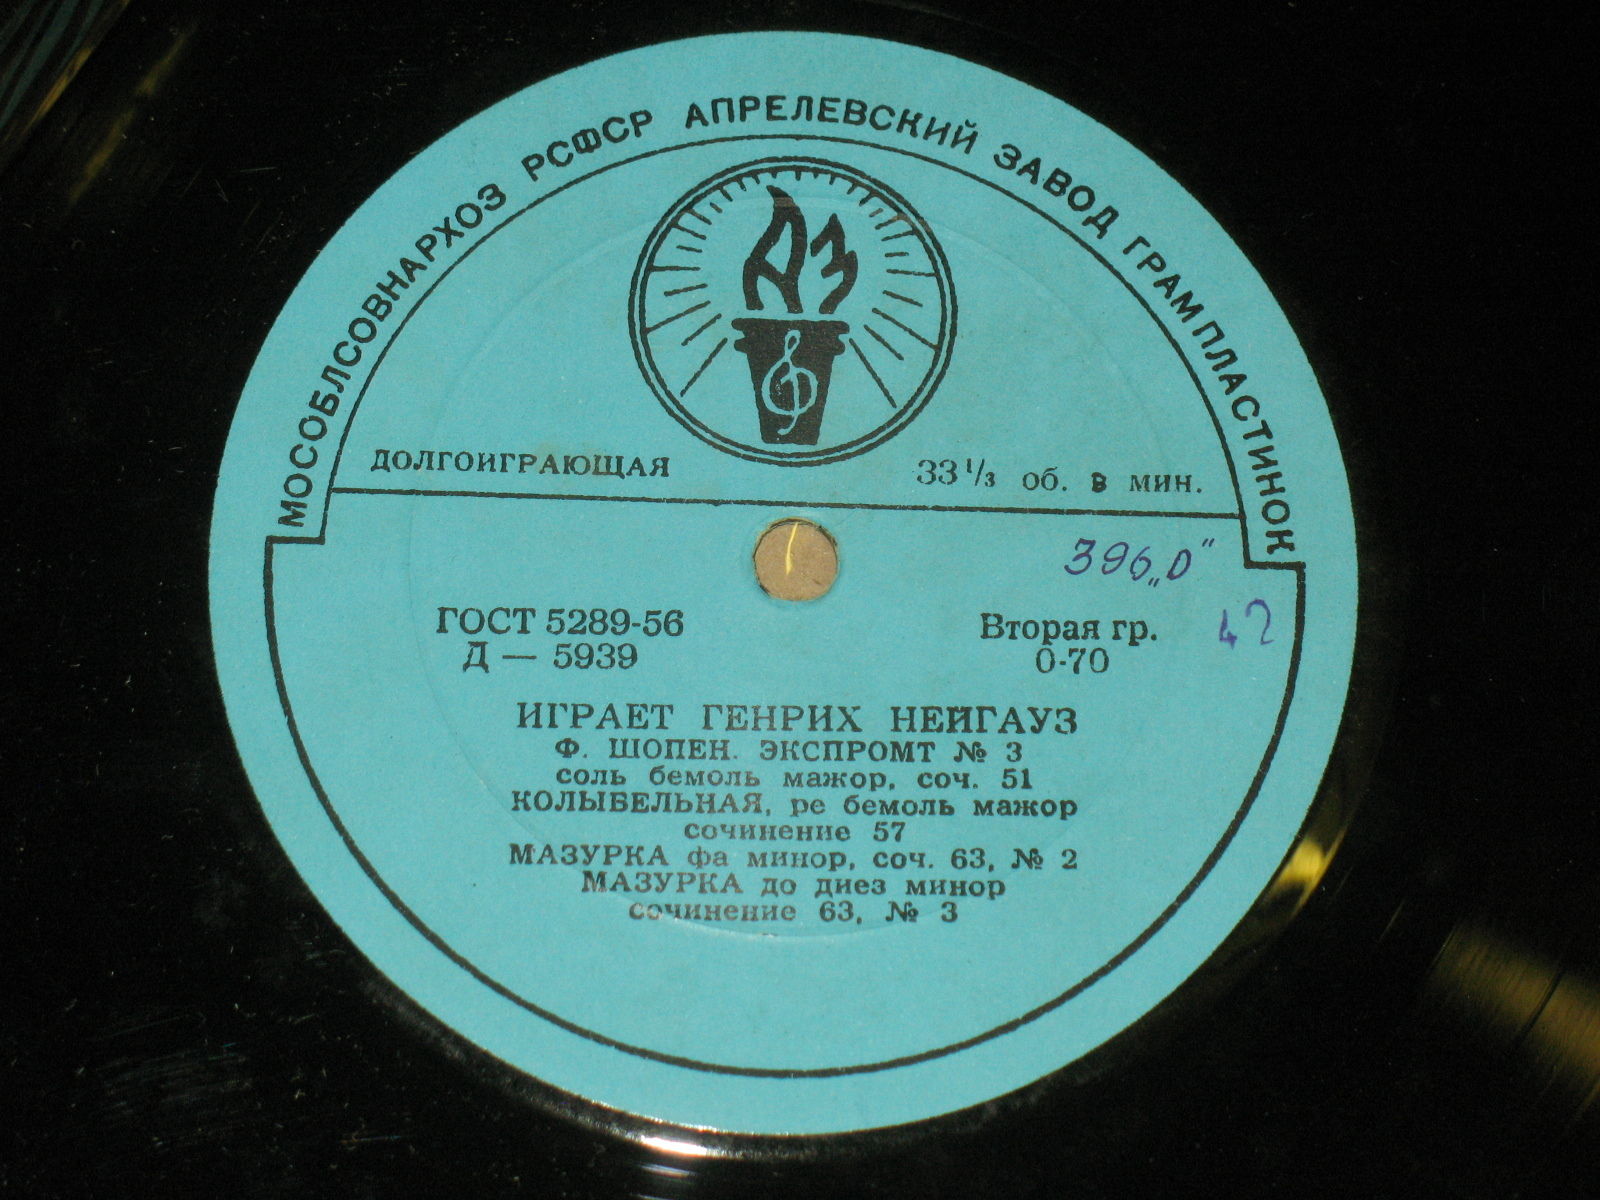 МОСОБЛСОВНАРХОЗ РСФСР АПРЕЛЕВСКИЙ ЗАВОД ГРАМПЛАСТИНОК
АЗ
ДОЛГОИГРАЮЩАЯ
33 1/3 об. в мин.
396 „D"
42
ГОСТ 5289-56
Д — 5939
Вторая гр.
0-70
ИГРАЕТ ГЕНРИХ НЕЙГАУЗ
Ф. ШОПЕН. ЭКСПРОМТ № 3
соль бемоль мажор, соч. 51
КОЛЫБЕЛЬНАЯ, ре бемоль мажор
сочинение 57
МАЗУРКА фа минор, соч. 63, № 2
МАЗУРКА до диез минор
сочинение 63, № 3